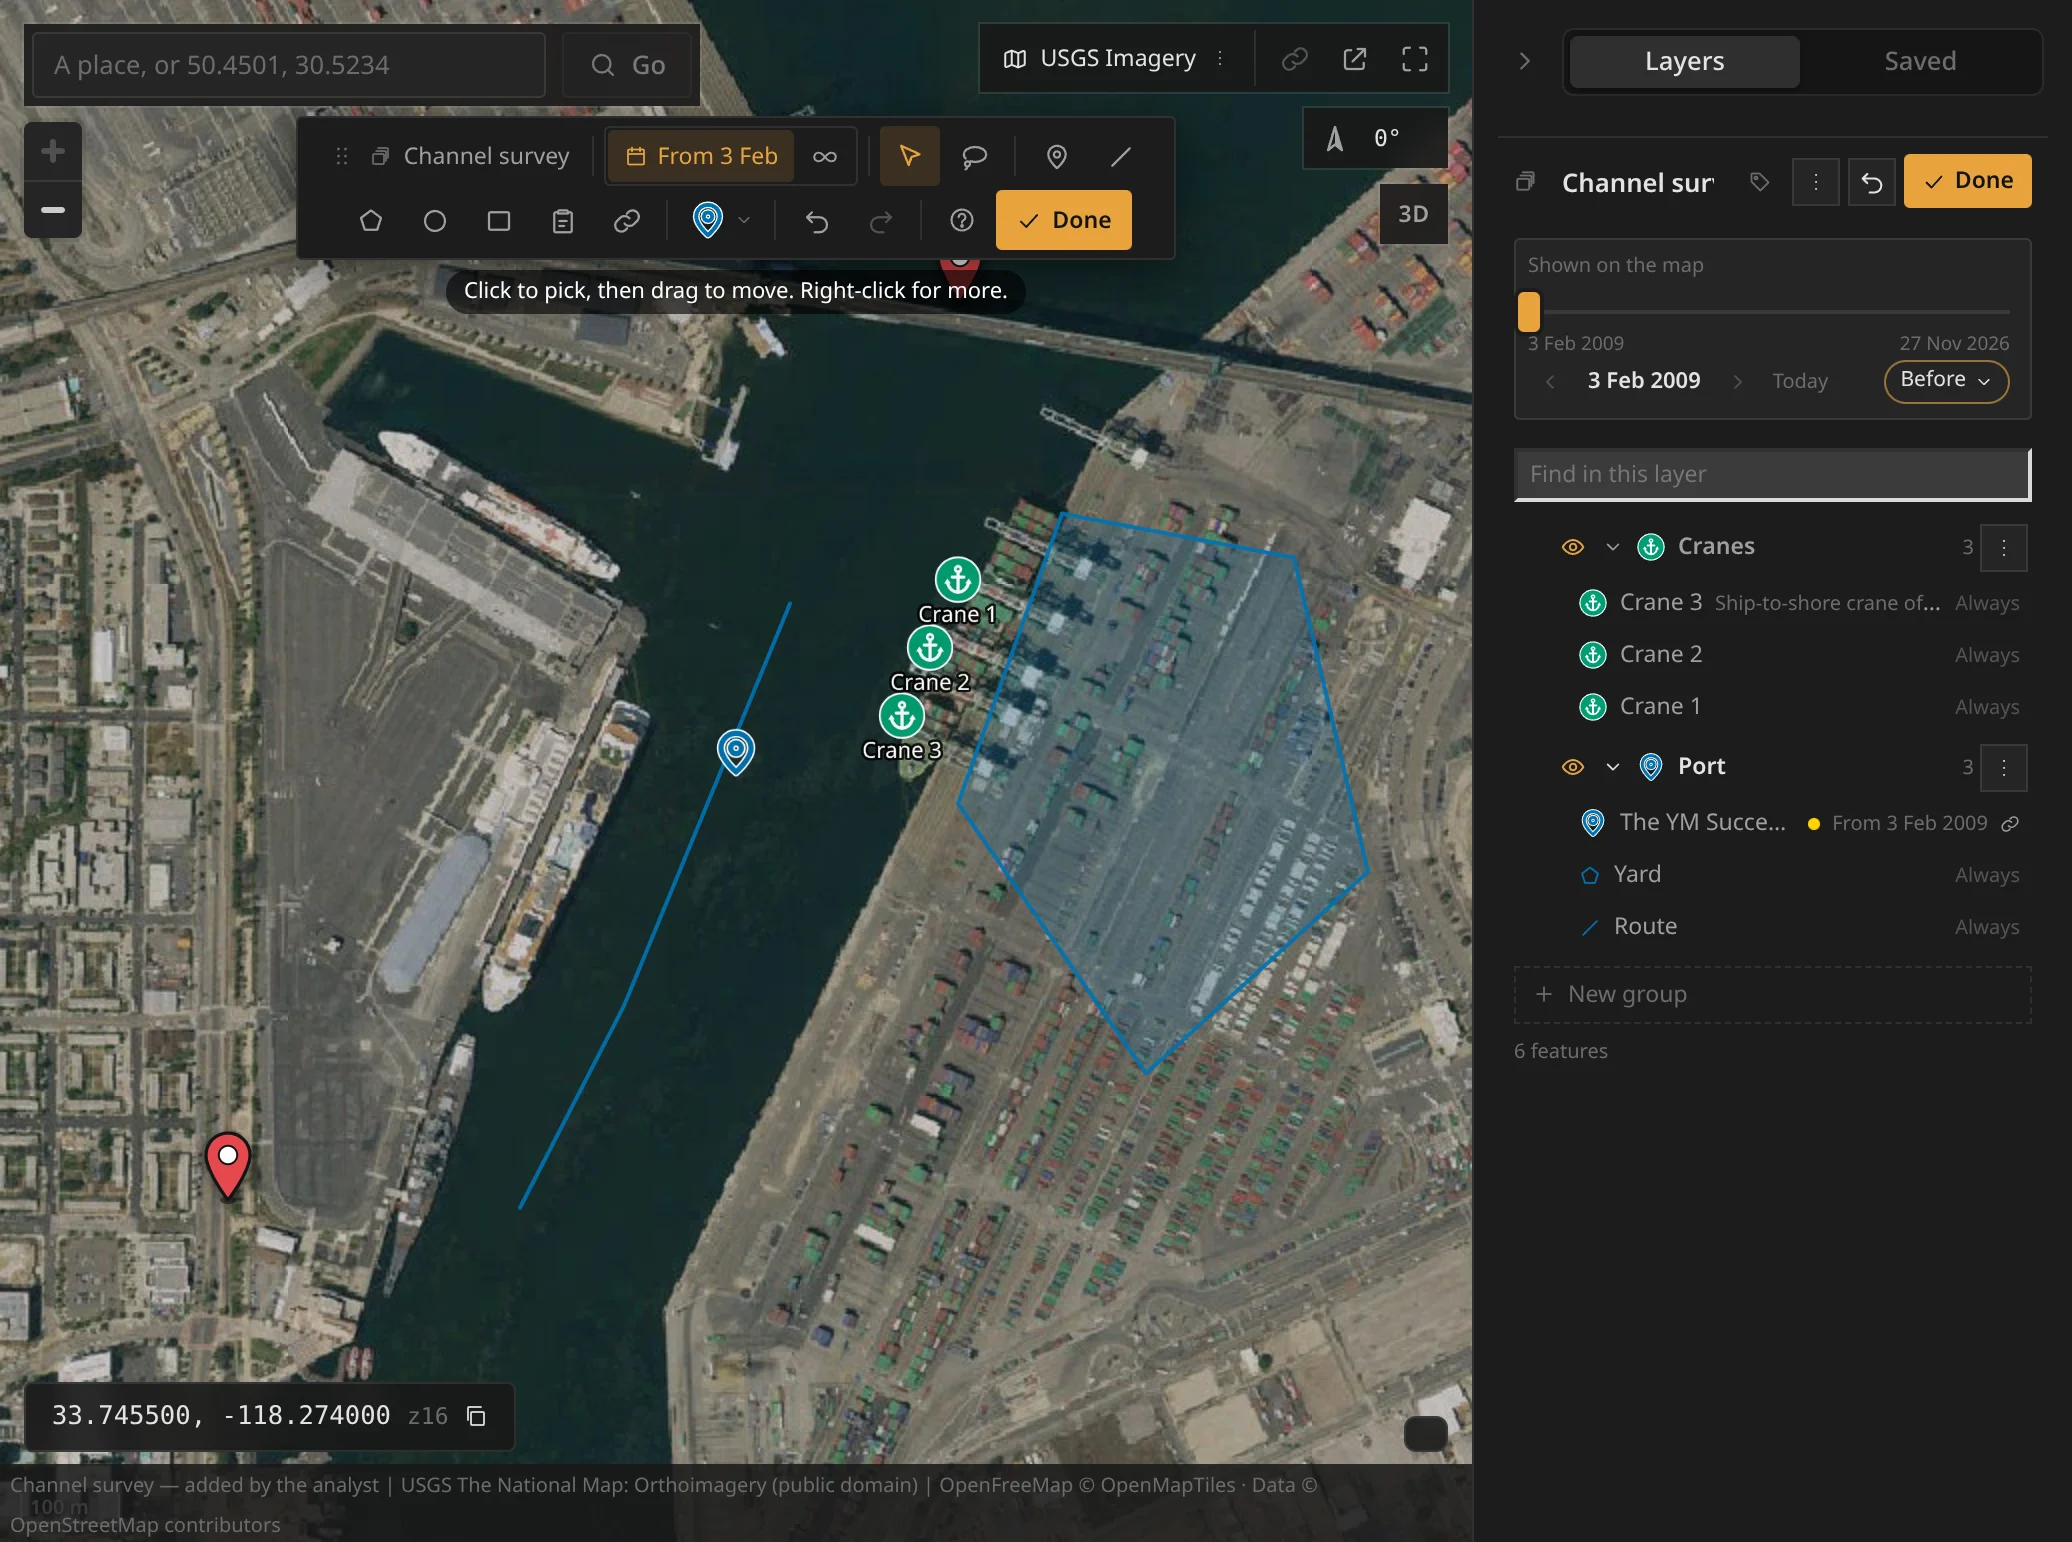 A place, or 50.4501, 30.5234
Go
USGS Imagery
Layers
Saved
Channel survey
From 3 Feb
Done
0°
3D
Click to pick, then drag to move. Right-click for more.
Channel sur
Done
Shown on the map
3 Feb 2009
27 Nov 2026
3 Feb 2009
Today
Before
Find in this layer
Cranes
3
Crane 3 Ship-to-shore crane of... Always
Crane 2 Always
Crane 1 Always
Port
3
The YM Succe... From 3 Feb 2009
Yard Always
Route Always
New group
6 features
Crane 1
Crane 2
Crane 3
33.745500, -118.274000 z16
Channel survey — added by the analyst | USGS The National Map: Orthoimagery (public domain) | OpenFreeMap © OpenMapTiles · Data ©
OpenStreetMap contributors
100 m